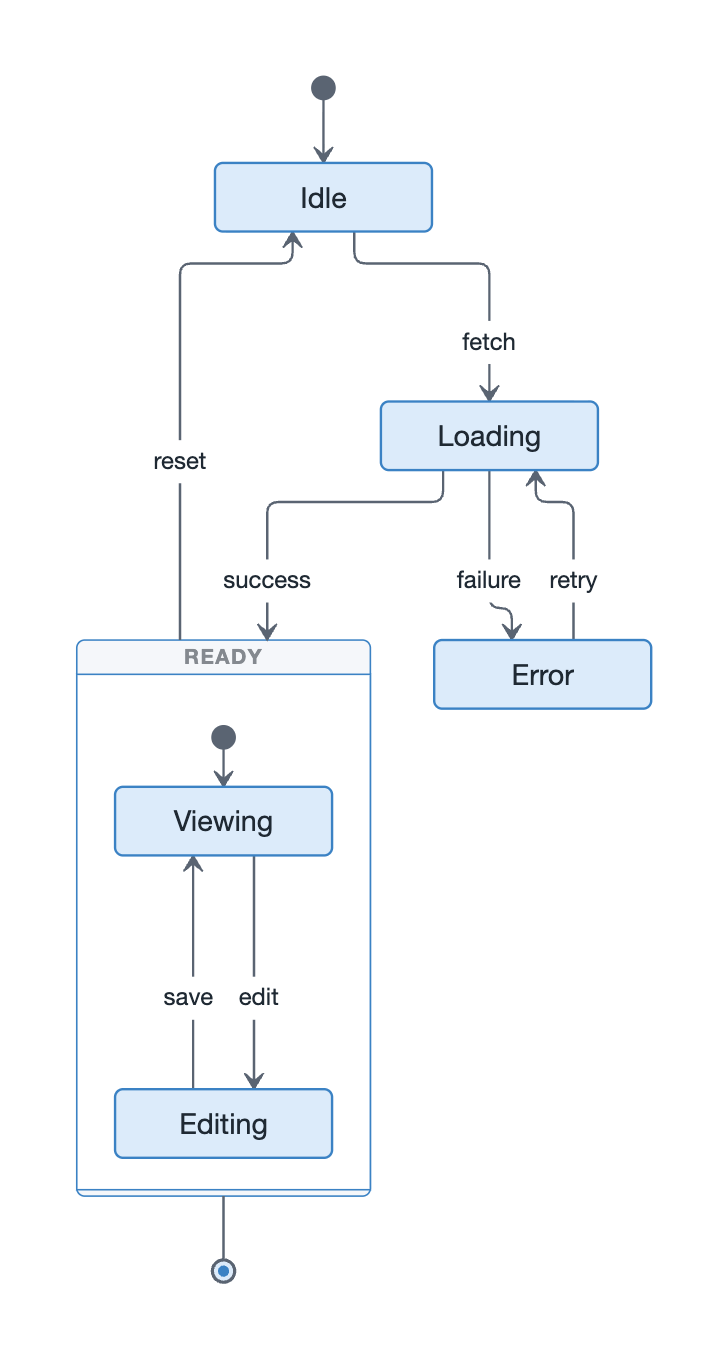 Idle
fetch
Loading
reset
success
failure
retry
READY
Error
Viewing
save
edit
Editing